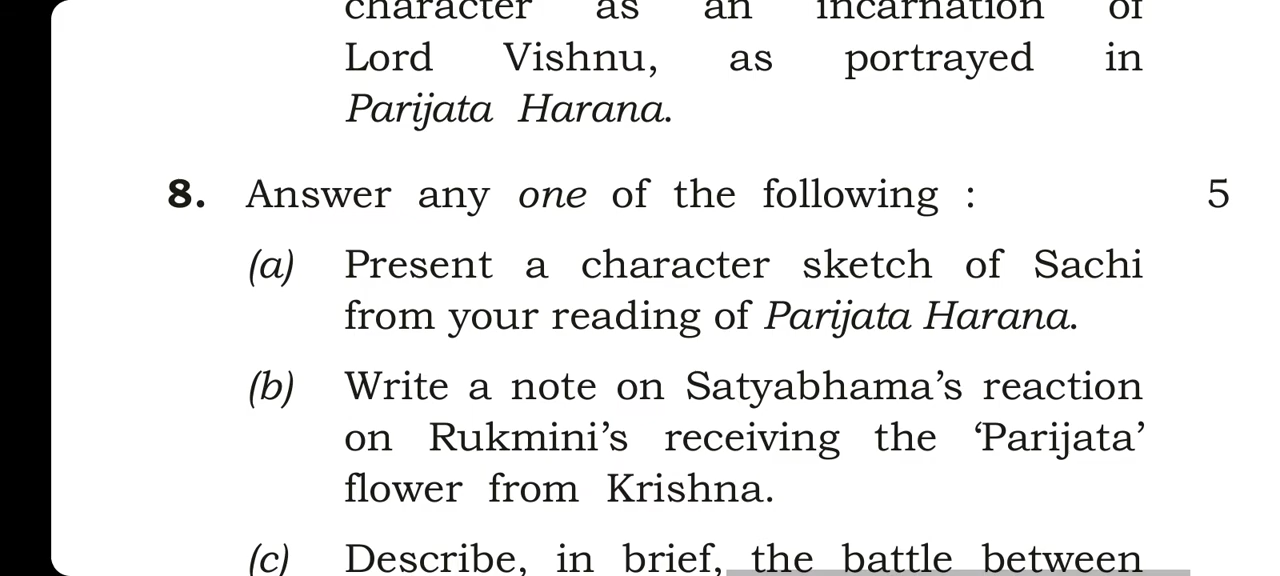 character as an incarnation of
Lord Vishnu, as portrayed in
Parijata Harana.
8. Answer any one of the following : 5
(a) Present a character sketch of Sachi
from your reading of Parijata Harana.
(b) Write a note on Satyabhama’s reaction
on Rukmini’s receiving the ‘Parijata’
flower from Krishna.
(c) Describe, in brief, the battle between